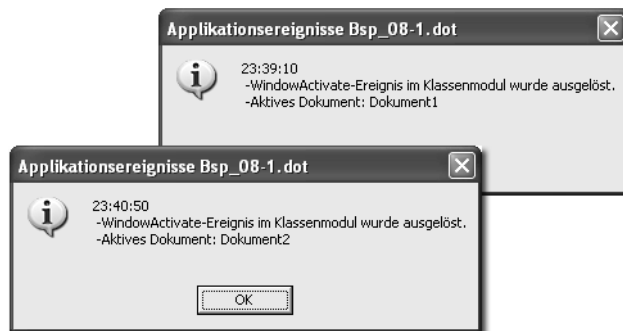 Applikationsereignisse Bsp_08-1.dot
23:39:10
-WindowActivate-Ereignis im Klassenmodul wurde ausgelöst.
-Aktives Dokument: Dokument1
Applikationsereignisse Bsp_08-1.dot
23:40:50
-WindowActivate-Ereignis im Klassenmodul wurde ausgelöst.
-Aktives Dokument: Dokument2
OK